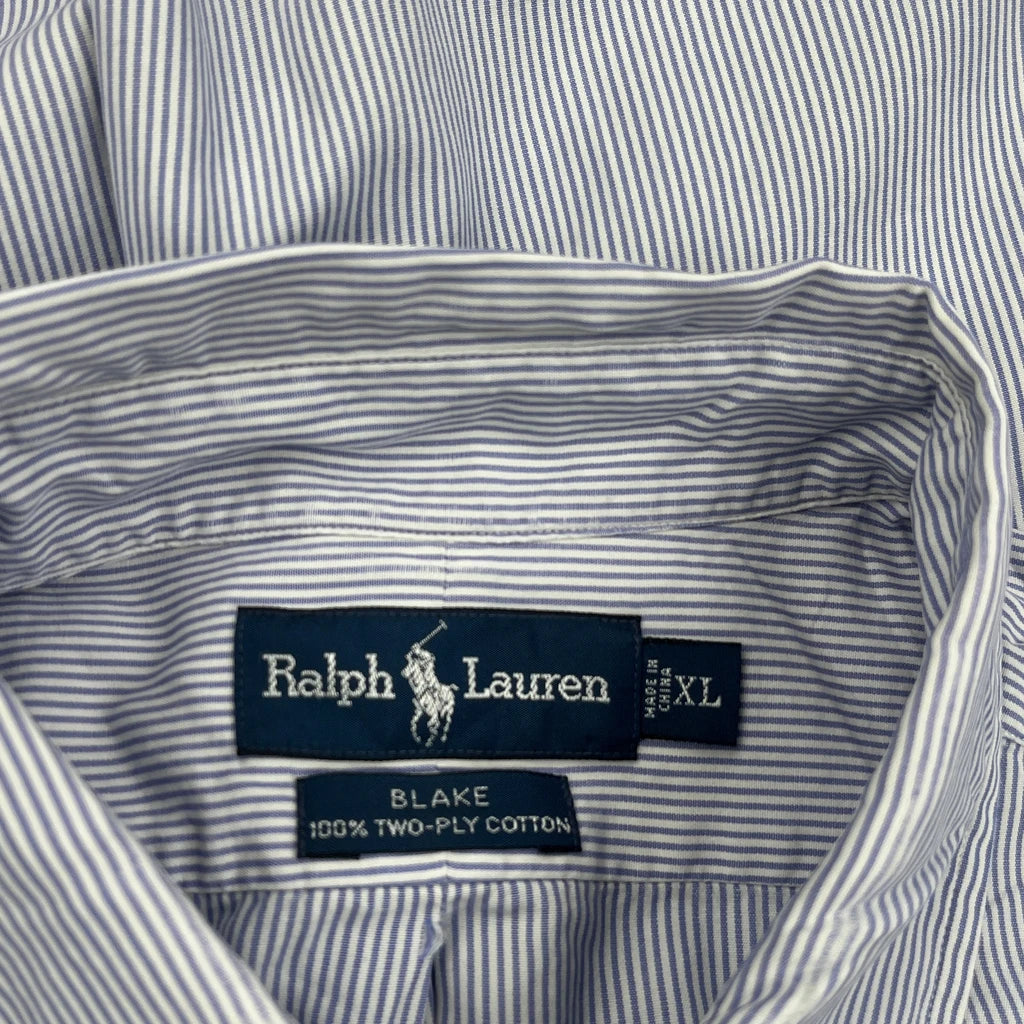 Ralph Lauren
MADE IN
CHINA
XL
BLAKE
100% TWO-PLY COTTON